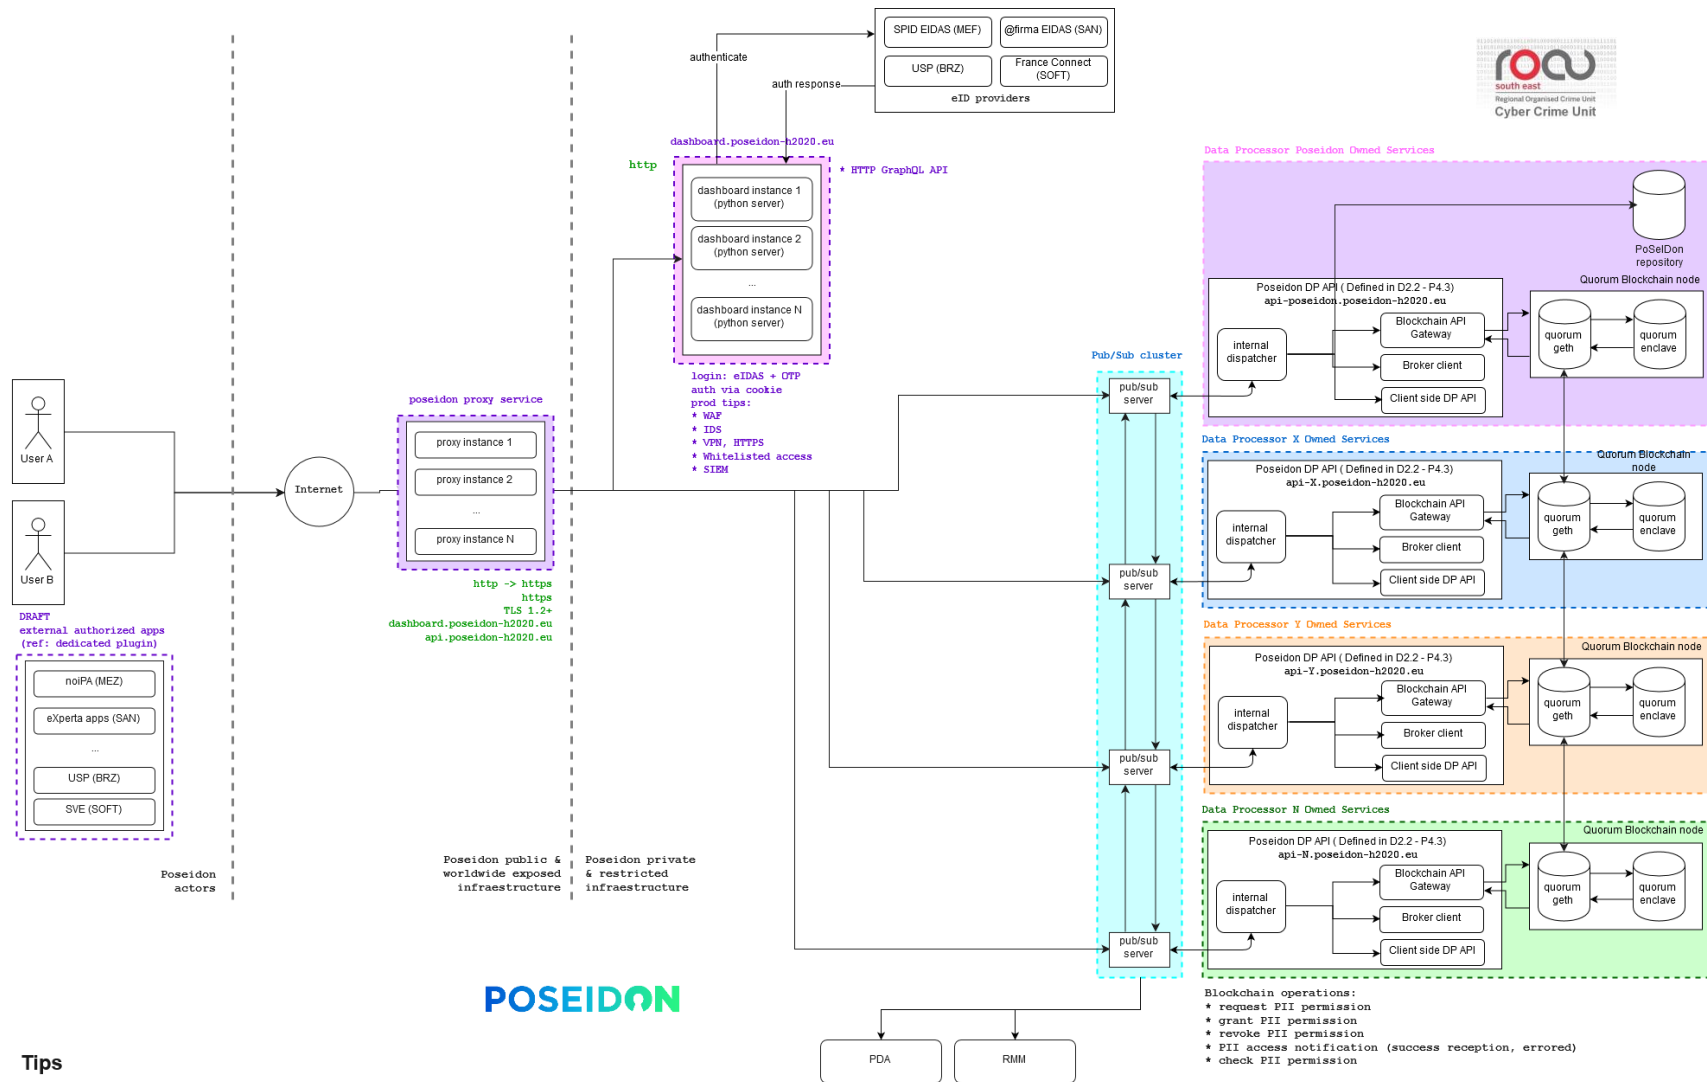 SPID EIDAS (MEF)
@firma EIDAS (SAN)
USP (BRZ)
France Connect
(SOFT)
eID providers
authenticate
auth response
south east
Regional Organised Crime Unit
Cyber Crime Unit
dashboard.poseidon-h2020.eu
http
* HTTP GraphQL API
dashboard instance 1
(python server)
dashboard instance 2
(python server)
...
dashboard instance N
(python server)
login: eIDAS + OTP
auth via cookie
prod tips:
* WAF
* IDS
* VPN, HTTPS
* Whitelisted access
* SIEM
User A
User B
Internet
poseidon proxy service
proxy instance 1
proxy instance 2
...
proxy instance N
http -> https
https
TLS 1.2+
dashboard.poseidon-h2020.eu
api.poseidon-h2020.eu
DRAFT
external authorized apps
(ref: dedicated plugin)
noiPA (MEZ)
eXperta apps (SAN)
...
USP (BRZ)
SVE (SOFT)
Poseidon
actors
Poseidon public &
worldwide exposed
infraestructure
Poseidon private
& restricted
infraestructure
Pub/Sub cluster
pub/sub
server
pub/sub
server
pub/sub
server
pub/sub
server
PDA
RMM
Data Processor Poseidon Owned Services
PoSeIDon
repository
Quorum Blockchain node
Poseidon DP API ( Defined in D2.2 - P4.3)
api-poseidon.poseidon-h2020.eu
internal
dispatcher
Blockchain API
Gateway
Broker client
Client side DP API
quorum
geth
quorum
enclave
Data Processor X Owned Services
Quorum Blockchain
node
Poseidon DP API ( Defined in D2.2 - P4.3)
api-X.poseidon-h2020.eu
internal
dispatcher
Blockchain API
Gateway
Broker client
Client side DP API
quorum
geth
quorum
enclave
Data Processor Y Owned Services
Quorum Blockchain node
Poseidon DP API ( Defined in D2.2 - P4.3)
api-Y.poseidon-h2020.eu
internal
dispatcher
Blockchain API
Gateway
Broker client
Client side DP API
quorum
geth
quorum
enclave
Data Processor N Owned Services
Quorum Blockchain node
Poseidon DP API ( Defined in D2.2 - P4.3)
api-N.poseidon-h2020.eu
internal
dispatcher
Blockchain API
Gateway
Broker client
Client side DP API
quorum
geth
quorum
enclave
Blockchain operations:
* request PII permission
* grant PII permission
* revoke PII permission
* PII access notification (success reception, errored)
* check PII permission
POSEIDON
Tips